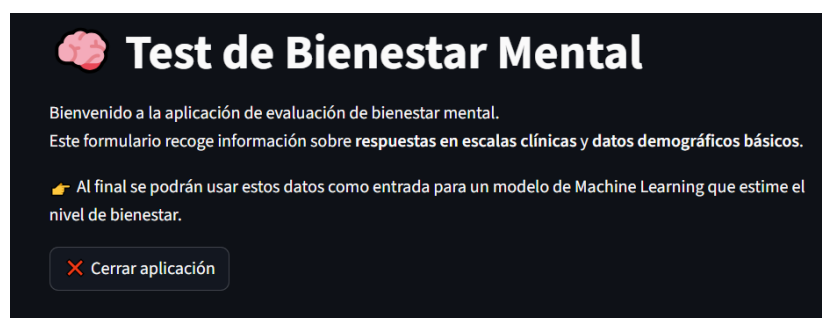 Test de Bienestar Mental
Bienvenido a la aplicación de evaluación de bienestar mental.
Este formulario recoge información sobre respuestas en escalas clínicas y datos demográficos básicos.
Al final se podrán usar estos datos como entrada para un modelo de Machine Learning que estime el
nivel de bienestar.
Cerrar aplicación